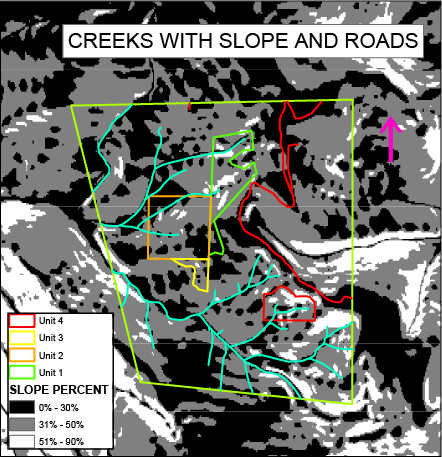 CREEKS WITH SLOPE AND ROADS
Unit 4
Unit 3
Unit 2
Unit 1
SLOPE PERCENT
0% - 30%
31% - 50%
51% - 90%